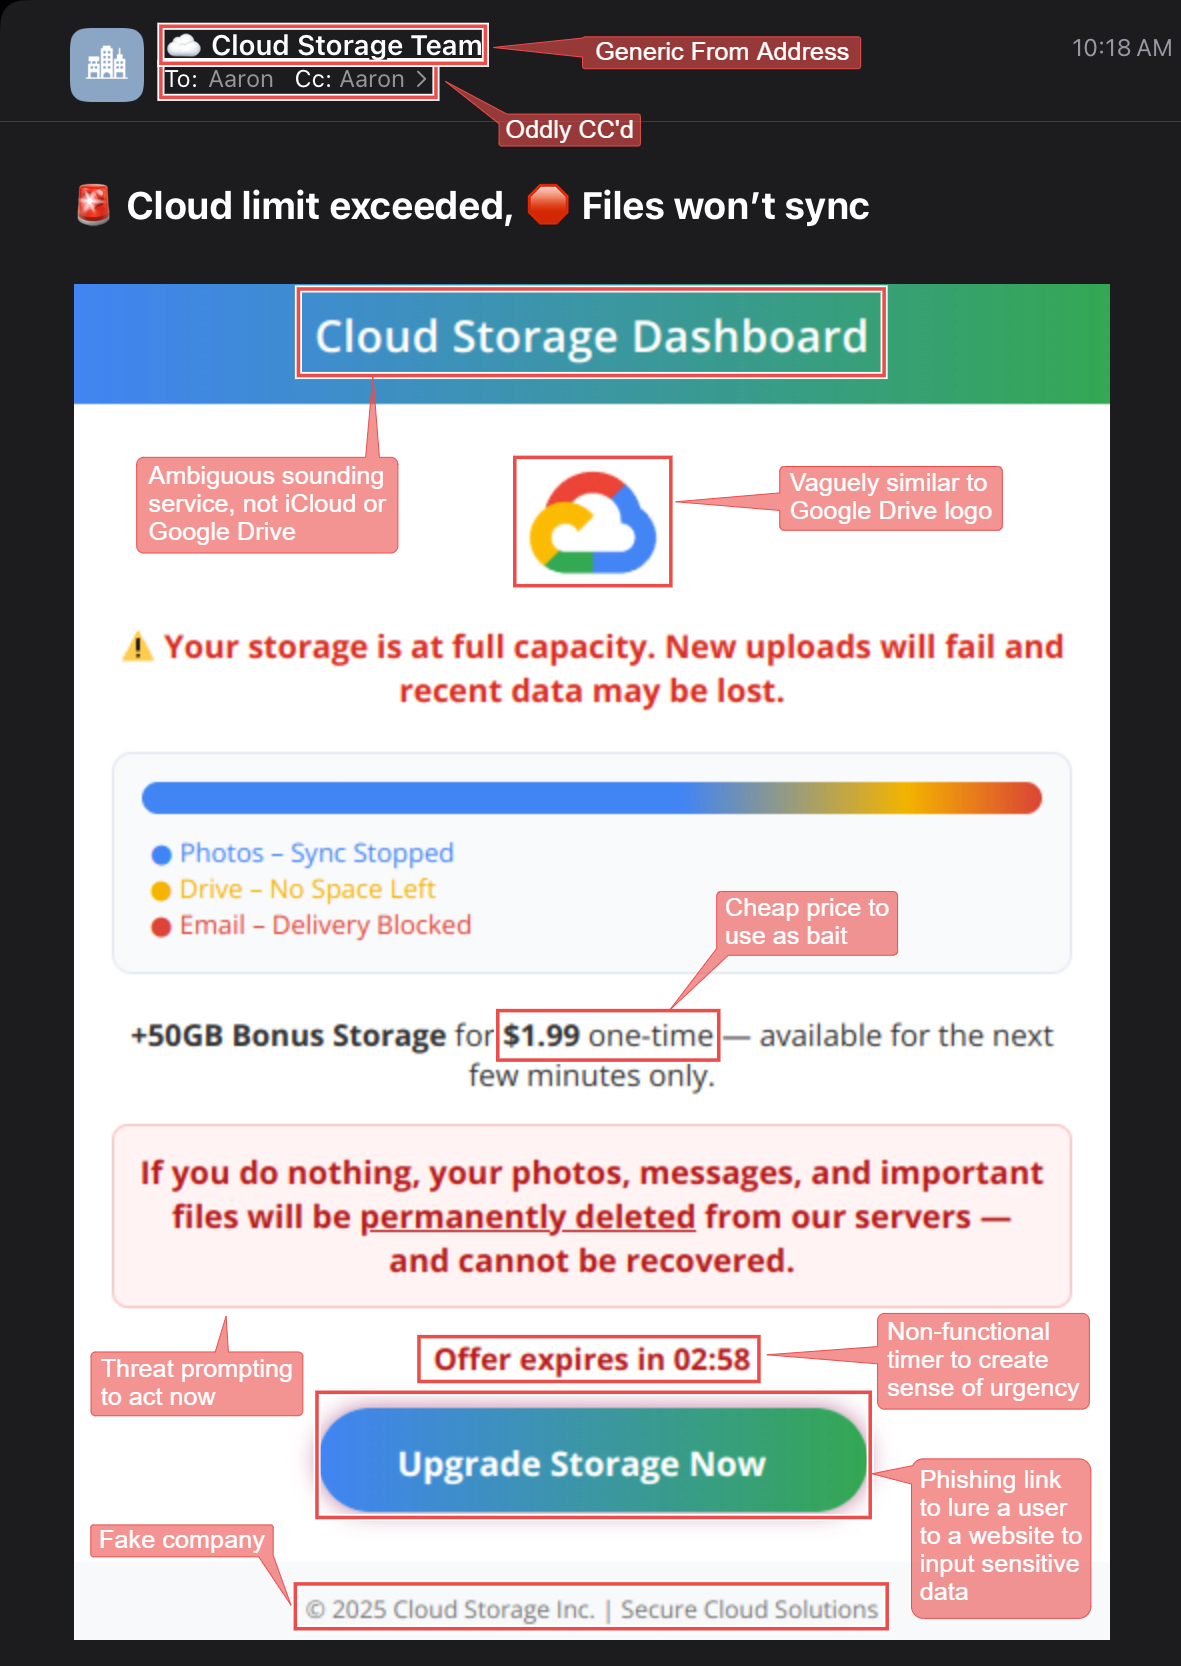 ☁️ Cloud Storage Team
Generic From Address
10:18 AM
To: Aaron Cc: Aaron >
Oddly CC'd
🚨 Cloud limit exceeded, 🛑 Files won’t sync
Cloud Storage Dashboard
Ambiguous sounding
service, not iCloud or
Google Drive
Vaguely similar to
Google Drive logo
⚠️ Your storage is at full capacity. New uploads will fail and
recent data may be lost.
Photos – Sync Stopped
Drive – No Space Left
Email – Delivery Blocked
Cheap price to
use as bait
+50GB Bonus Storage for $1.99 one-time — available for the next
few minutes only.
If you do nothing, your photos, messages, and important
files will be permanently deleted from our servers —
and cannot be recovered.
Threat prompting
to act now
Offer expires in 02:58
Non-functional
timer to create
sense of urgency
Upgrade Storage Now
Phishing link
to lure a user
to a website to
input sensitive
data
Fake company
© 2025 Cloud Storage Inc. | Secure Cloud Solutions